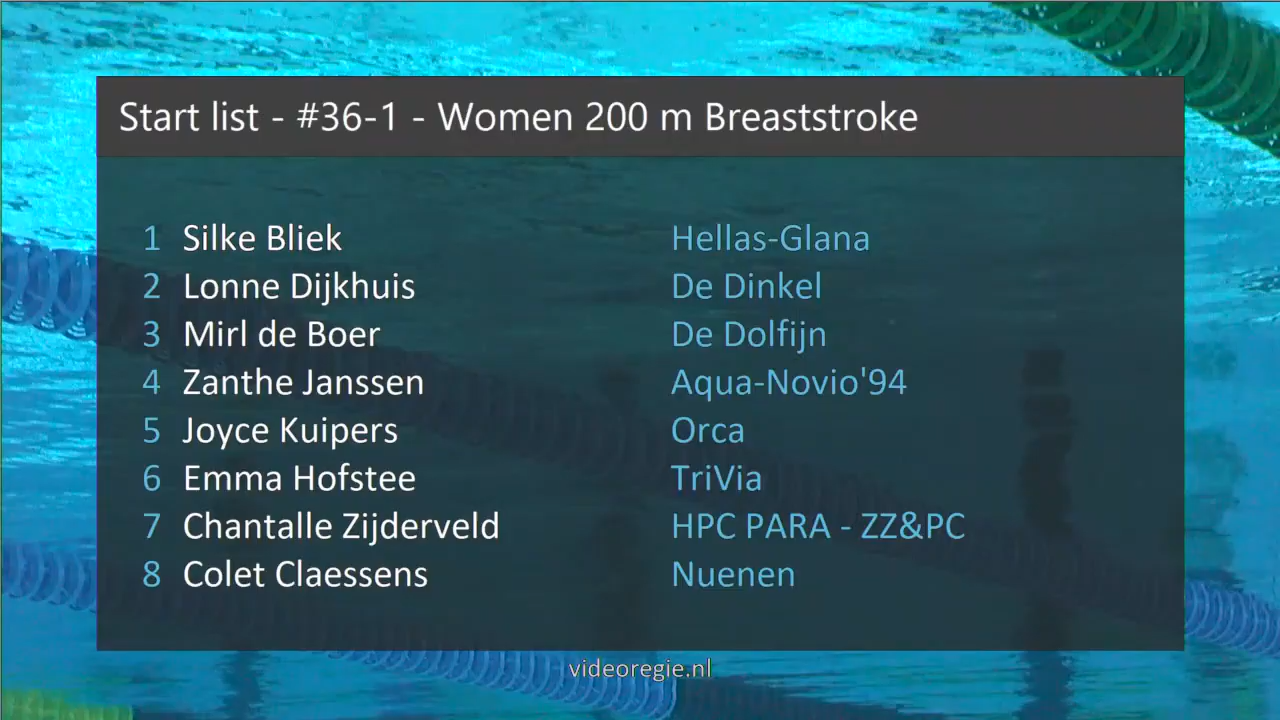 Start list - #36-1 - Women 200 m Breaststroke
1 Silke Bliek Hellas-Glana
2 Lonne Dijkhuis De Dinkel
3 Mirl de Boer De Dolfijn
4 Zanthe Janssen Aqua-Novio'94
5 Joyce Kuipers Orca
6 Emma Hofstee TriVia
7 Chantalle Zijderveld HPC PARA - ZZ&PC
8 Colet Claessens Nuenen
videoregie.nl